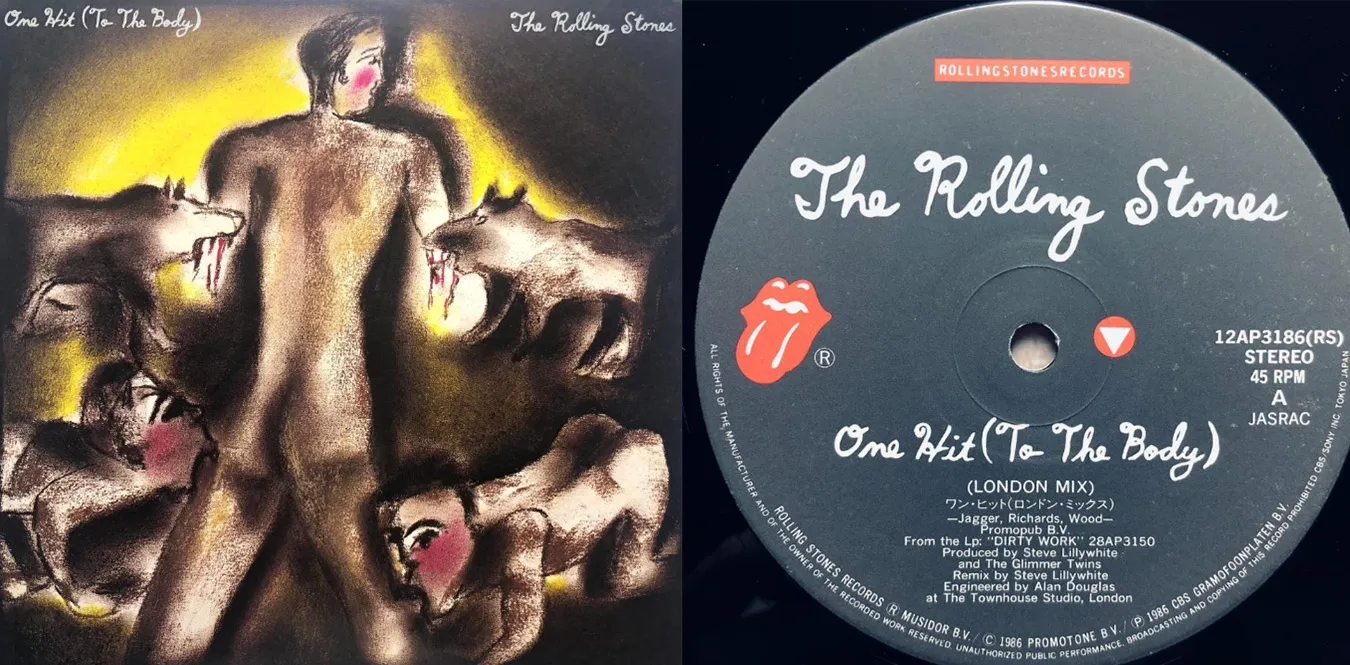 One Hit (To The Body)
The Rolling Stones
ROLLINGSTONESRECORDS
The Rolling Stones
®
12AP3186(RS)
STEREO
45 RPM
A
JASRAC
One Hit (To The Body)
(LONDON MIX)
ワン・ヒット(ロンドン・ミックス)
—Jagger, Richards, Wood—
Promopub B.V.
From the Lp: "DIRTY WORK" 28AP3150
Produced by Steve Lillywhite
and The Glimmer Twins
Remix by Steve Lillywhite
Engineered by Alan Douglas
at The Townhouse Studio, London
ROLLING STONES RECORDS Ⓡ MUSIDOR B.V. / Ⓒ 1986 PROMOTONE B.V. / Ⓟ 1986 CBS GRAMOFOONPLATEN B.V.
ALL RIGHTS OF THE MANUFACTURER AND OF THE OWNER OF THE RECORDED WORK RESERVED. UNAUTHORIZED PUBLIC PERFORMANCE, BROADCASTING AND COPYING OF THIS RECORD PROHIBITED CBS/SONY INC. TOKYO JAPAN